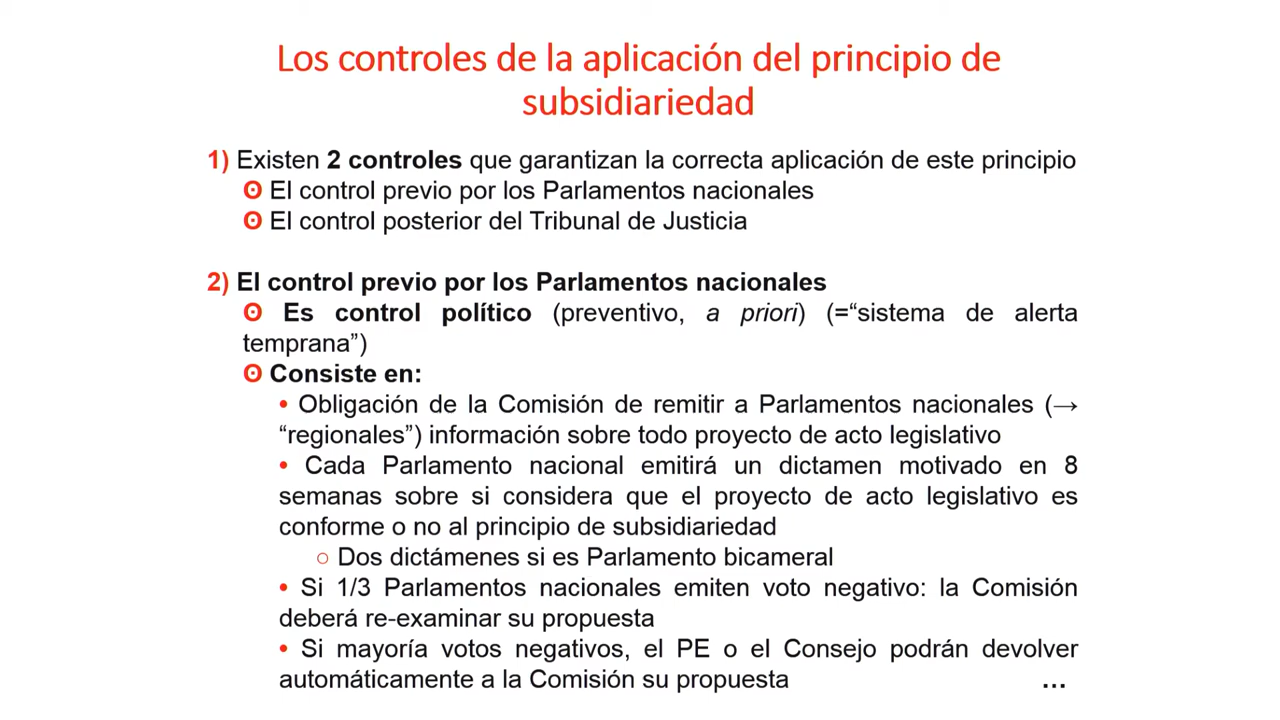 Los controles de la aplicación del principio de
subsidiariedad
1) Existen 2 controles que garantizan la correcta aplicación de este principio
ʘ El control previo por los Parlamentos nacionales
ʘ El control posterior del Tribunal de Justicia
2) El control previo por los Parlamentos nacionales
ʘ Es control político (preventivo, a priori) (=“sistema de alerta
temprana”)
ʘ Consiste en:
• Obligación de la Comisión de remitir a Parlamentos nacionales (→
“regionales”) información sobre todo proyecto de acto legislativo
• Cada Parlamento nacional emitirá un dictamen motivado en 8
semanas sobre si considera que el proyecto de acto legislativo es
conforme o no al principio de subsidiariedad
○ Dos dictámenes si es Parlamento bicameral
• Si 1/3 Parlamentos nacionales emiten voto negativo: la Comisión
deberá re-examinar su propuesta
• Si mayoría votos negativos, el PE o el Consejo podrán devolver
automáticamente a la Comisión su propuesta ...